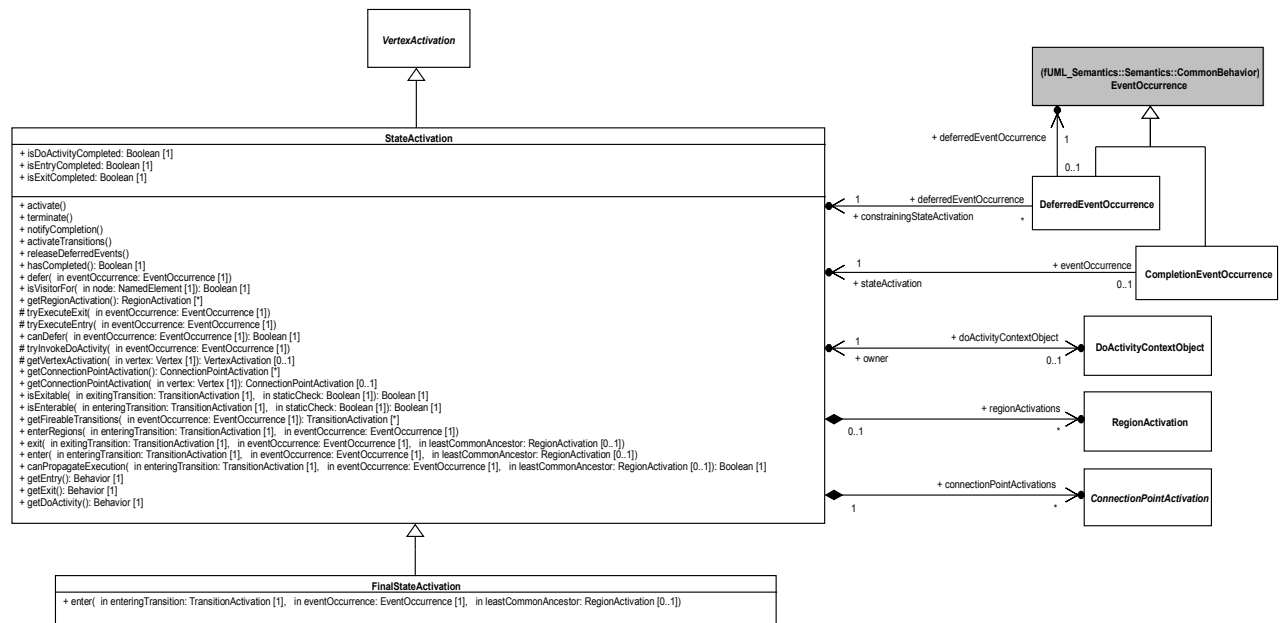 VertexActivation
(fUML_Semantics::Semantics::CommonBehavior)
EventOccurrence
StateActivation
+ isDoActivityCompleted: Boolean [1]
+ isEntryCompleted: Boolean [1]
+ isExitCompleted: Boolean [1]
+ activate()
+ terminate()
+ notifyCompletion()
+ activateTransitions()
+ releaseDeferredEvents()
+ hasCompleted(): Boolean [1]
+ defer( in eventOccurrence: EventOccurrence [1])
+ isVisitorFor( in node: NamedElement [1]): Boolean [1]
+ getRegionActivation(): RegionActivation [*]
# tryExecuteExit( in eventOccurrence: EventOccurrence [1])
# tryExecuteEntry( in eventOccurrence: EventOccurrence [1])
+ canDefer( in eventOccurrence: EventOccurrence [1]): Boolean [1]
# tryInvokeDoActivity( in eventOccurrence: EventOccurrence [1])
# getVertexActivation( in vertex: Vertex [1]): VertexActivation [0..1]
+ getConnectionPointActivation(): ConnectionPointActivation [*]
+ getConnectionPointActivation( in vertex: Vertex [1]): ConnectionPointActivation [0..1]
+ isExitable( in exitingTransition: TransitionActivation [1], in staticCheck: Boolean [1]): Boolean [1]
+ isEnterable( in enteringTransition: TransitionActivation [1], in staticCheck: Boolean [1]): Boolean [1]
+ getFireableTransitions( in eventOccurrence: EventOccurrence [1]): TransitionActivation [*]
+ enterRegions( in enteringTransition: TransitionActivation [1], in eventOccurrence: EventOccurrence [1])
+ exit( in exitingTransition: TransitionActivation [1], in eventOccurrence: EventOccurrence [1], in leastCommonAncestor: RegionActivation [0..1])
+ enter( in enteringTransition: TransitionActivation [1], in eventOccurrence: EventOccurrence [1], in leastCommonAncestor: RegionActivation [0..1])
+ canPropagateExecution( in enteringTransition: TransitionActivation [1], in eventOccurrence: EventOccurrence [1], in leastCommonAncestor: RegionActivation [0..1]): Boolean [1]
+ getEntry(): Behavior [1]
+ getExit(): Behavior [1]
+ getDoActivity(): Behavior [1]
+ deferredEventOccurrence
1
0..1
DeferredEventOccurrence
1
+ deferredEventOccurrence
+ constrainingStateActivation
*
1
+ eventOccurrence
+ stateActivation
0..1
CompletionEventOccurrence
1
+ doActivityContextObject
+ owner
0..1
DoActivityContextObject
+ regionActivations
0..1
*
RegionActivation
+ connectionPointActivations
1
*
ConnectionPointActivation
FinalStateActivation
+ enter( in enteringTransition: TransitionActivation [1], in eventOccurrence: EventOccurrence [1], in leastCommonAncestor: RegionActivation [0..1])